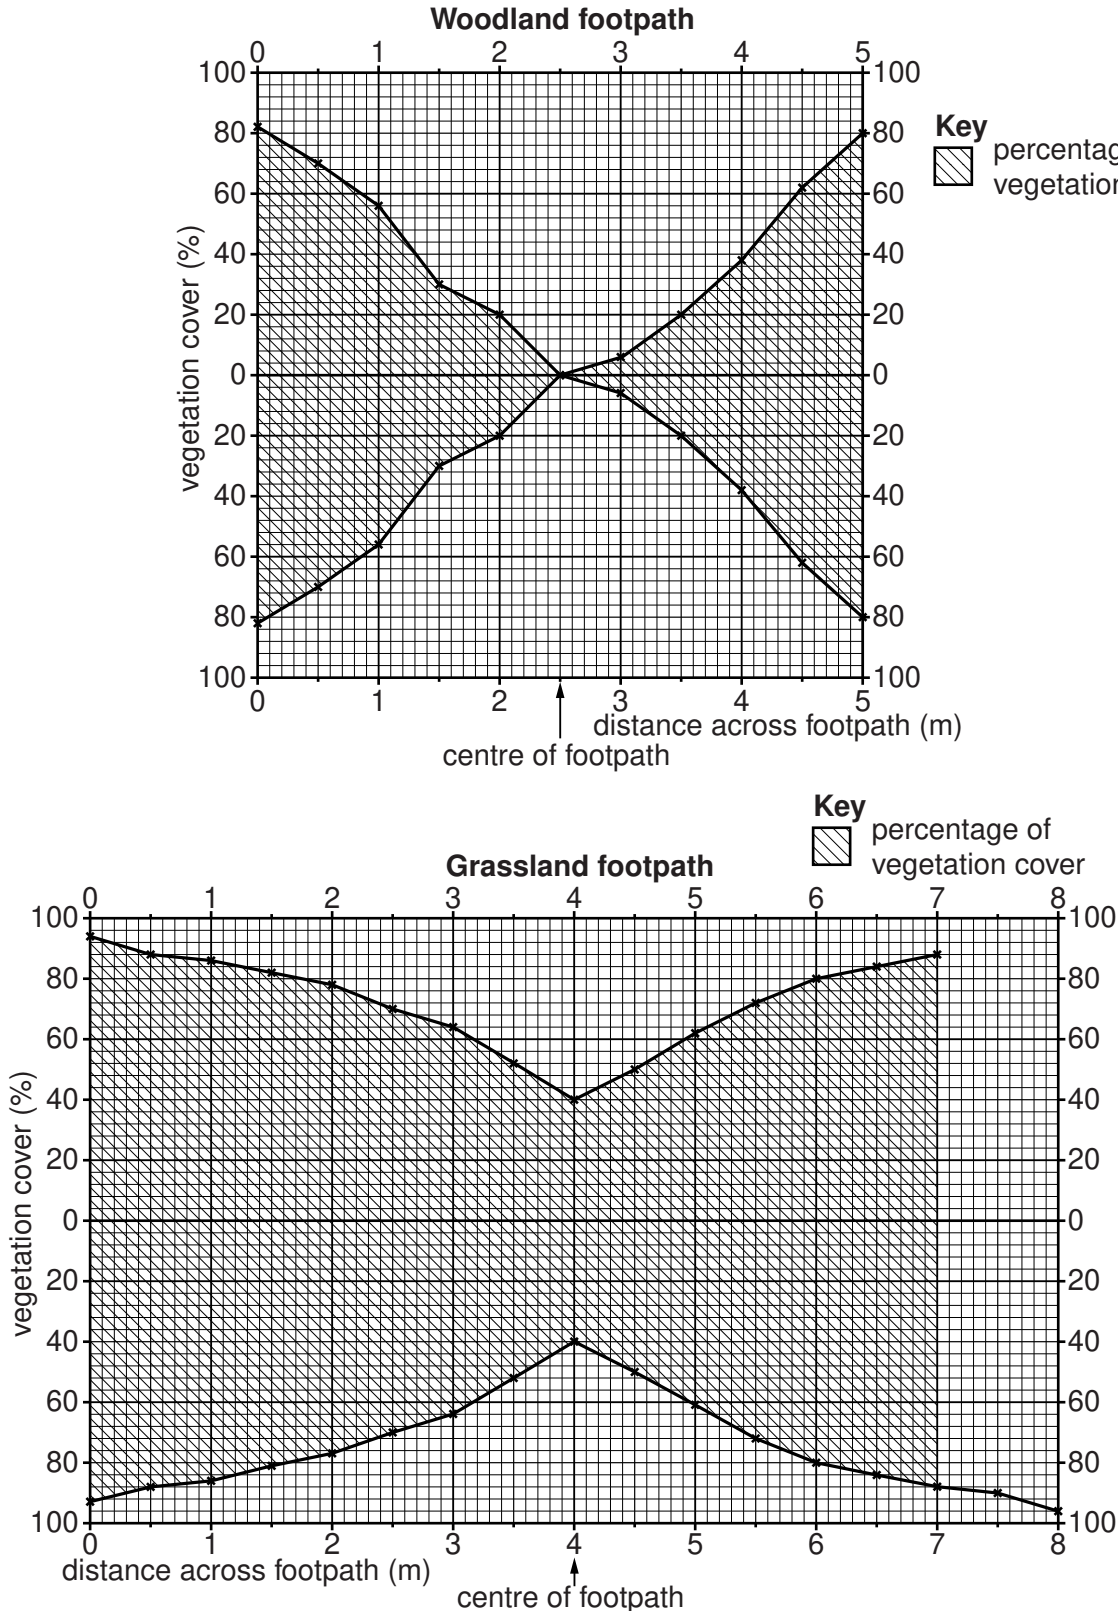 Woodland footpath
0 1 2 3 4 5
100 100
Key
80 80
percentag
vegetation
60 60
40 40
20 20
0 0
20 20
40 40
60 60
80 80
100 100
vegetation cover (%)
0 1 2 3 4 5
distance across footpath (m)
centre of footpath
Key
percentage of
vegetation cover
Grassland footpath
0 1 2 3 4 5 6 7 8
100 100
80 80
60 60
40 40
20 20
0 0
20 20
40 40
60 60
80 80
100 100
vegetation cover (%)
0 1 2 3 4 5 6 7 8
distance across footpath (m)
centre of footpath